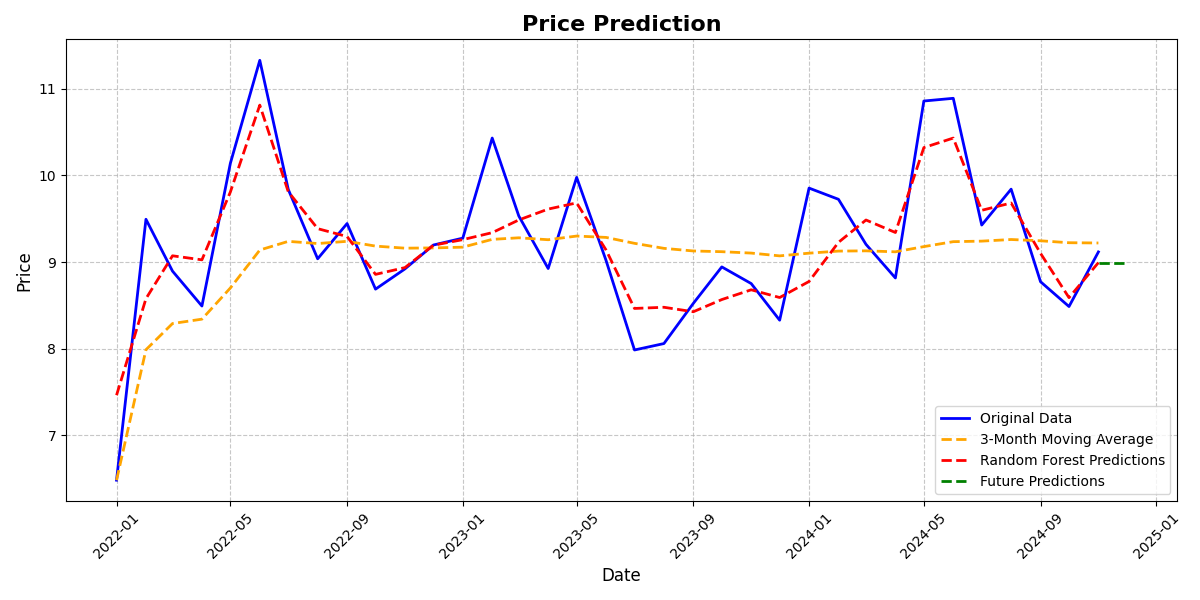 Price Prediction
Price
11
10
9
8
7
Original Data
3-Month Moving Average
Random Forest Predictions
Future Predictions
2022-01
2022-05
2022-09
2023-01
2023-05
2023-09
2024-01
2024-05
2024-09
2025-01
Date